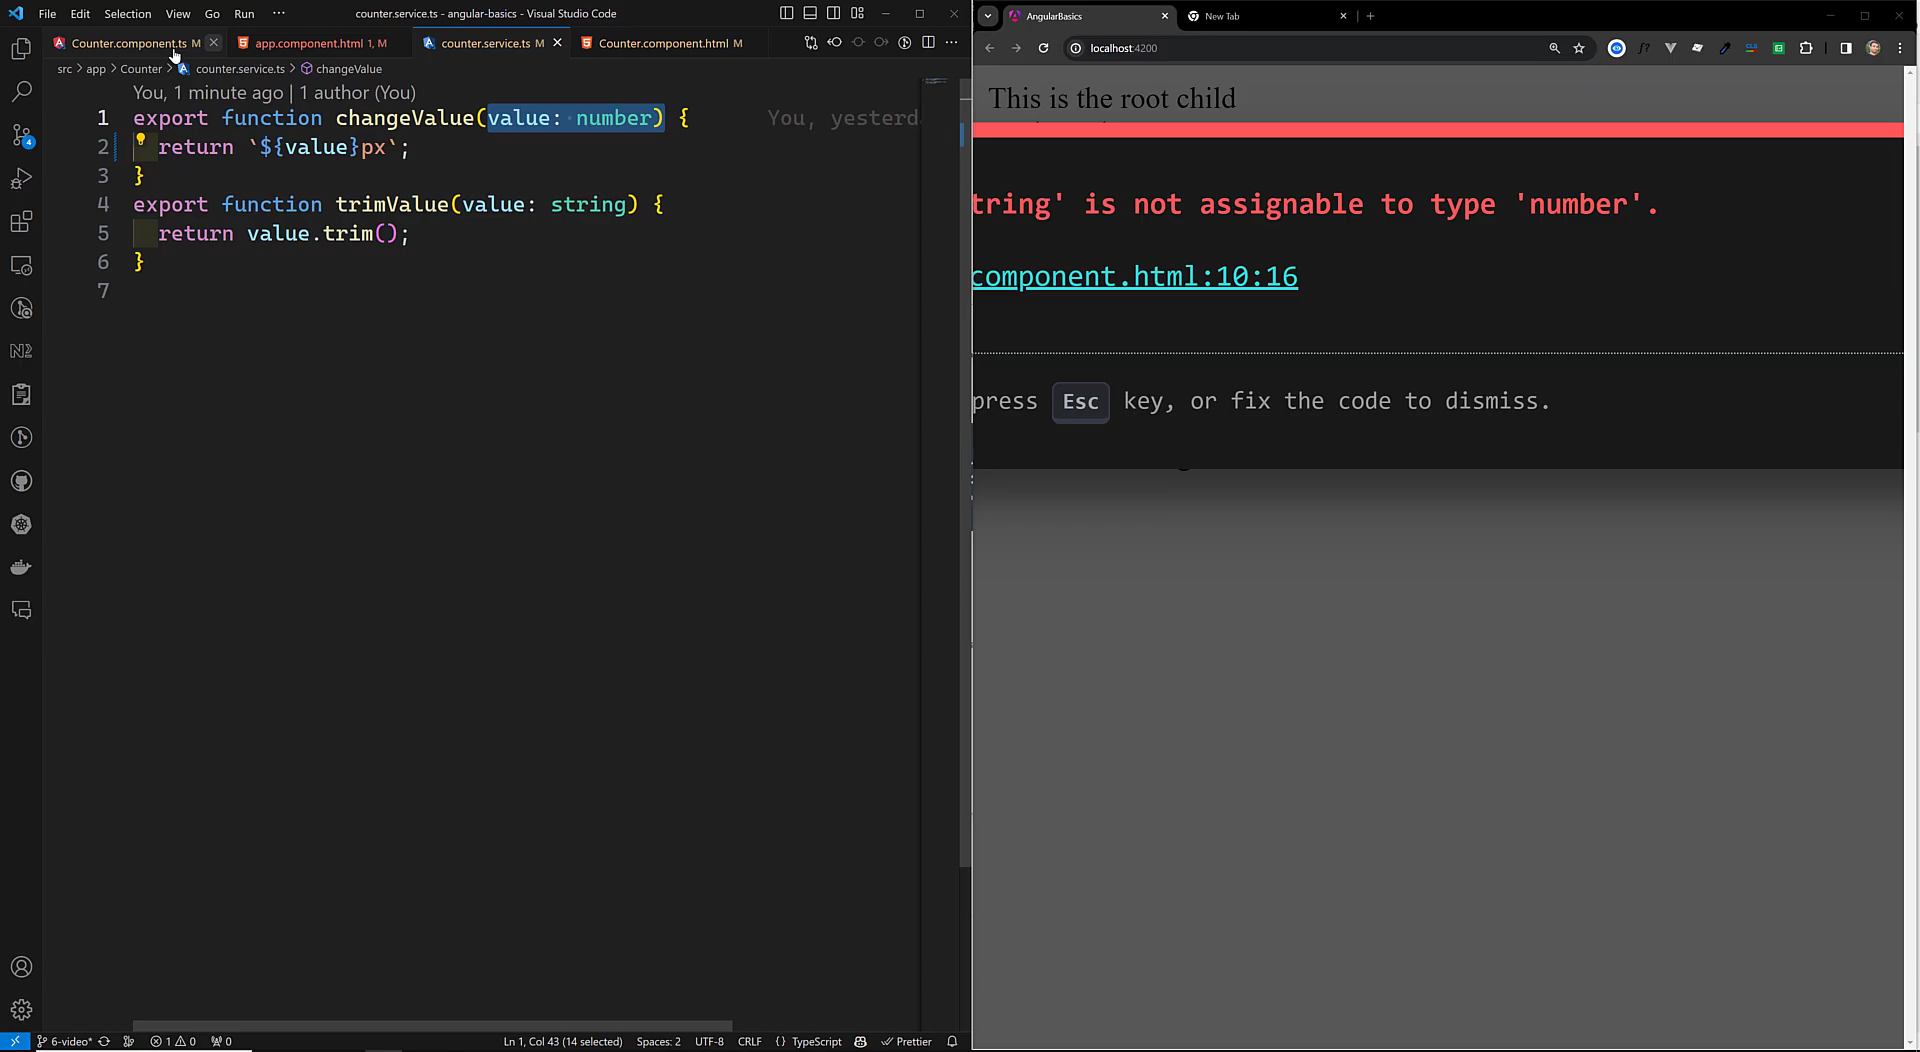 File Edit Selection View Go Run ··· counter.service.ts - angular-basics - Visual Studio Code
Counter.component.ts M
app.component.html 1, M
counter.service.ts M
Counter.component.html M
src > app > Counter > counter.service.ts > changeValue
You, 1 minute ago | 1 author (You)
1 export function changeValue(value: number) { You, yesterd
2 return `${value}px`;
3 }
4 export function trimValue(value: string) {
5 return value.trim();
6 }
7
4
N2
6-video* 1 0 0 Ln 1, Col 43 (14 selected) Spaces: 2 UTF-8 CRLF {} TypeScript Prettier
AngularBasics
New Tab
localhost:4200
This is the root child
tring' is not assignable to type 'number'.
component.html:10:16
press Esc key, or fix the code to dismiss.